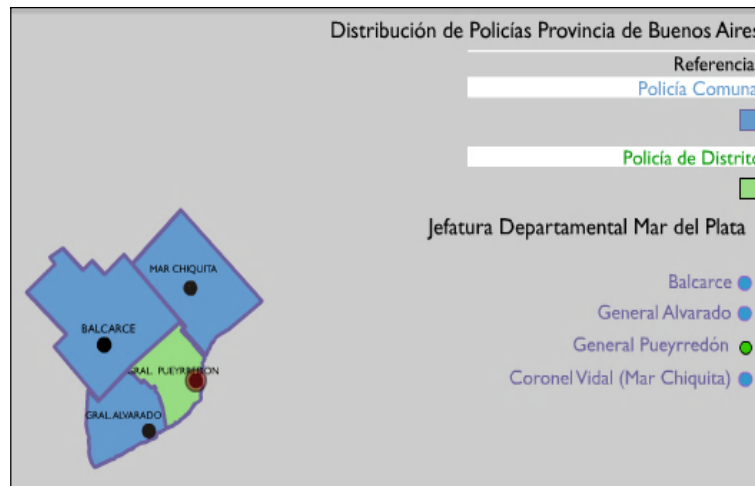 Distribución de Policías Provincia de Buenos Aires
Referencia
Policía Comuna
Policía de Distrito
Jefatura Departamental Mar del Plata
Balcarce
General Alvarado
General Pueyrredón
Coronel Vidal (Mar Chiquita)
MAR CHIQUITA
BALCARCE
RAL. PUEYRREDON
GRAL.ALVARADO